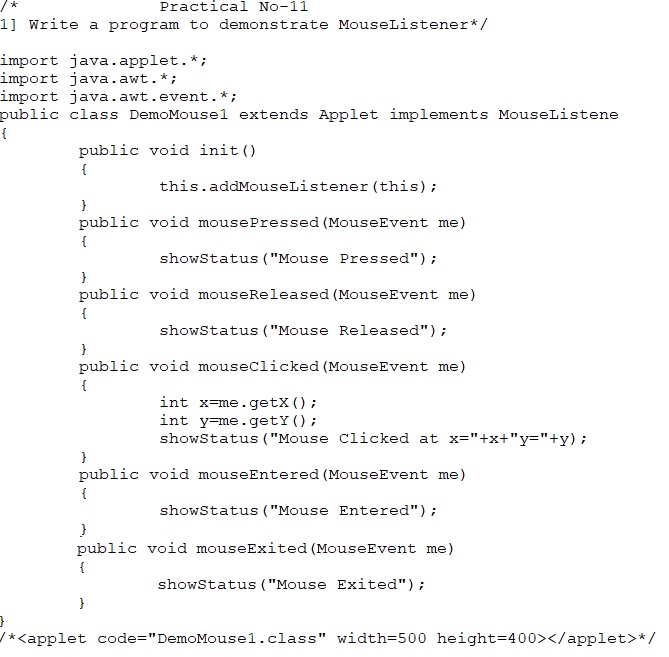 /*              Practical No-11
1] Write a program to demonstrate MouseListener*/

import java.applet.*;
import java.awt.*;
import java.awt.event.*;
public class DemoMouse1 extends Applet implements MouseListene
{
        public void init()
        {
                this.addMouseListener(this);
        }
        public void mousePressed(MouseEvent me)
        {
                showStatus("Mouse Pressed");
        }
        public void mouseReleased(MouseEvent me)
        {
                showStatus("Mouse Released");
        }
        public void mouseClicked(MouseEvent me)
        {
                int x=me.getX();
                int y=me.getY();
                showStatus("Mouse Clicked at x="+x+"y="+y);
        }
        public void mouseEntered(MouseEvent me)
        {
                showStatus("Mouse Entered");
        }
        public void mouseExited(MouseEvent me)
        {
                showStatus("Mouse Exited");
        }
}
/*<applet code="DemoMouse1.class" width=500 height=400></applet>*/